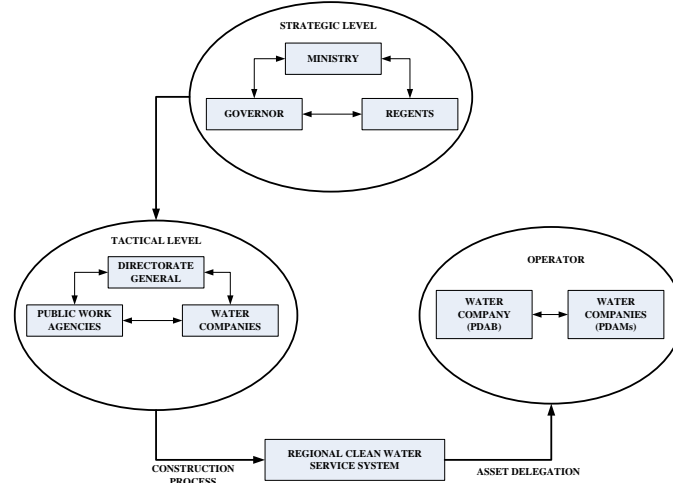 STRATEGIC LEVEL
MINISTRY
GOVERNOR
REGENTS
TACTICAL LEVEL
DIRECTORATE
GENERAL
PUBLIC WORK
AGENCIES
WATER
COMPANIES
OPERATOR
WATER
COMPANY
(PDAB)
WATER
COMPANIES
(PDAMs)
REGIONAL CLEAN WATER
SERVICE SYSTEM
CONSTRUCTION
PROCESS
ASSET DELEGATION